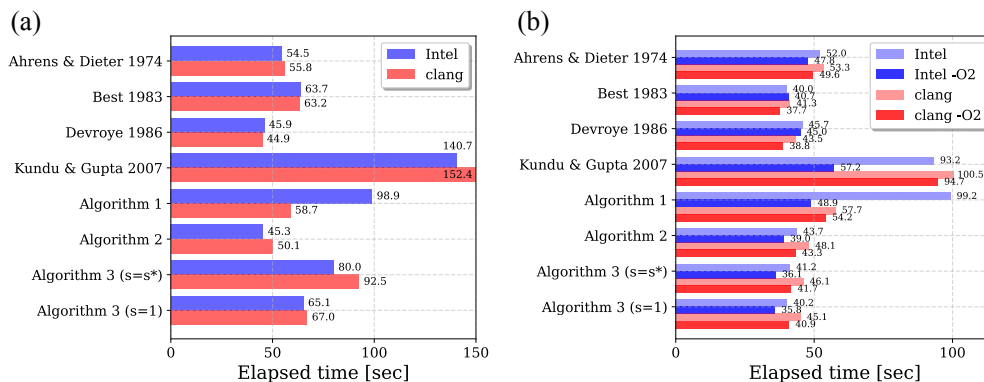 (a)
Intel
clang
Ahrens & Dieter 1974
54.5
55.8
Best 1983
63.7
63.2
Devroye 1986
45.9
44.9
Kundu & Gupta 2007
140.7
152.4
Algorithm 1
98.9
58.7
Algorithm 2
45.3
50.1
Algorithm 3 (s=s*)
80.0
92.5
Algorithm 3 (s=1)
65.1
67.0
0
50
100
150
Elapsed time [sec]
(b)
Intel
Intel -O2
clang
clang -O2
Ahrens & Dieter 1974
52.0
47.8
53.3
49.6
Best 1983
40.0
40.7
41.3
37.7
Devroye 1986
45.7
45.0
43.5
38.8
Kundu & Gupta 2007
93.2
57.2
100.5
94.7
Algorithm 1
99.2
48.9
57.7
54.2
Algorithm 2
43.7
39.0
48.1
43.3
Algorithm 3 (s=s*)
41.2
36.1
46.1
41.7
Algorithm 3 (s=1)
40.2
35.8
45.1
40.9
0
50
100
Elapsed time [sec]